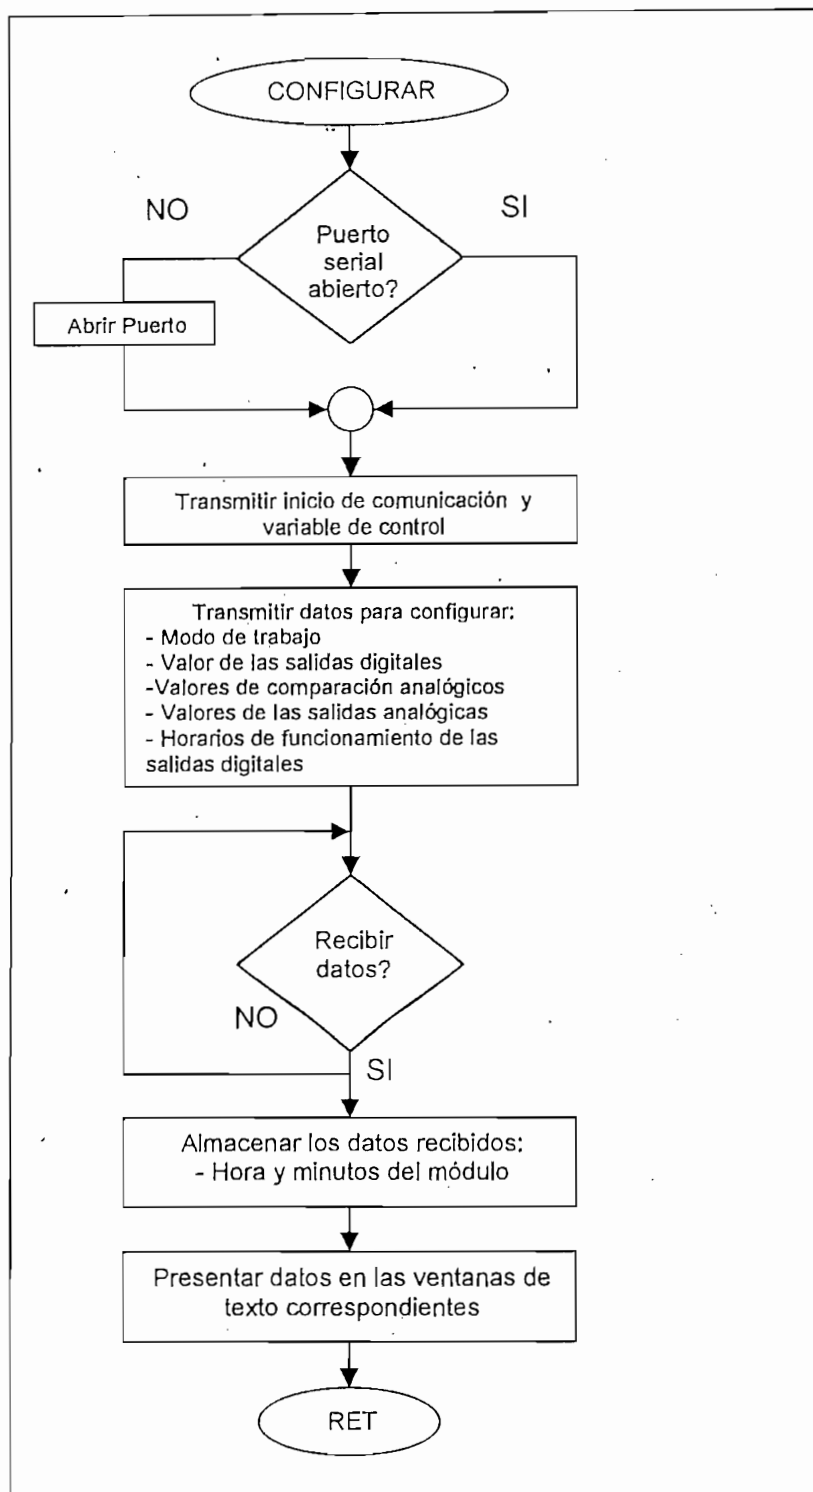 CONFIGURAR
NO
SI
Puerto
serial
abierto?
Abrir Puerto
Transmitir inicio de comunicación y
variable de control
Transmitir datos para configurar:
- Modo de trabajo
- Valor de las salidas digitales
-Valores de comparación analógicos
- Valores de las salidas analógicas
- Horarios de funcionamiento de las
salidas digitales
Recibir
datos?
NO
SI
Almacenar los datos recibidos:
- Hora y minutos del módulo
Presentar datos en las ventanas de
texto correspondientes
RET